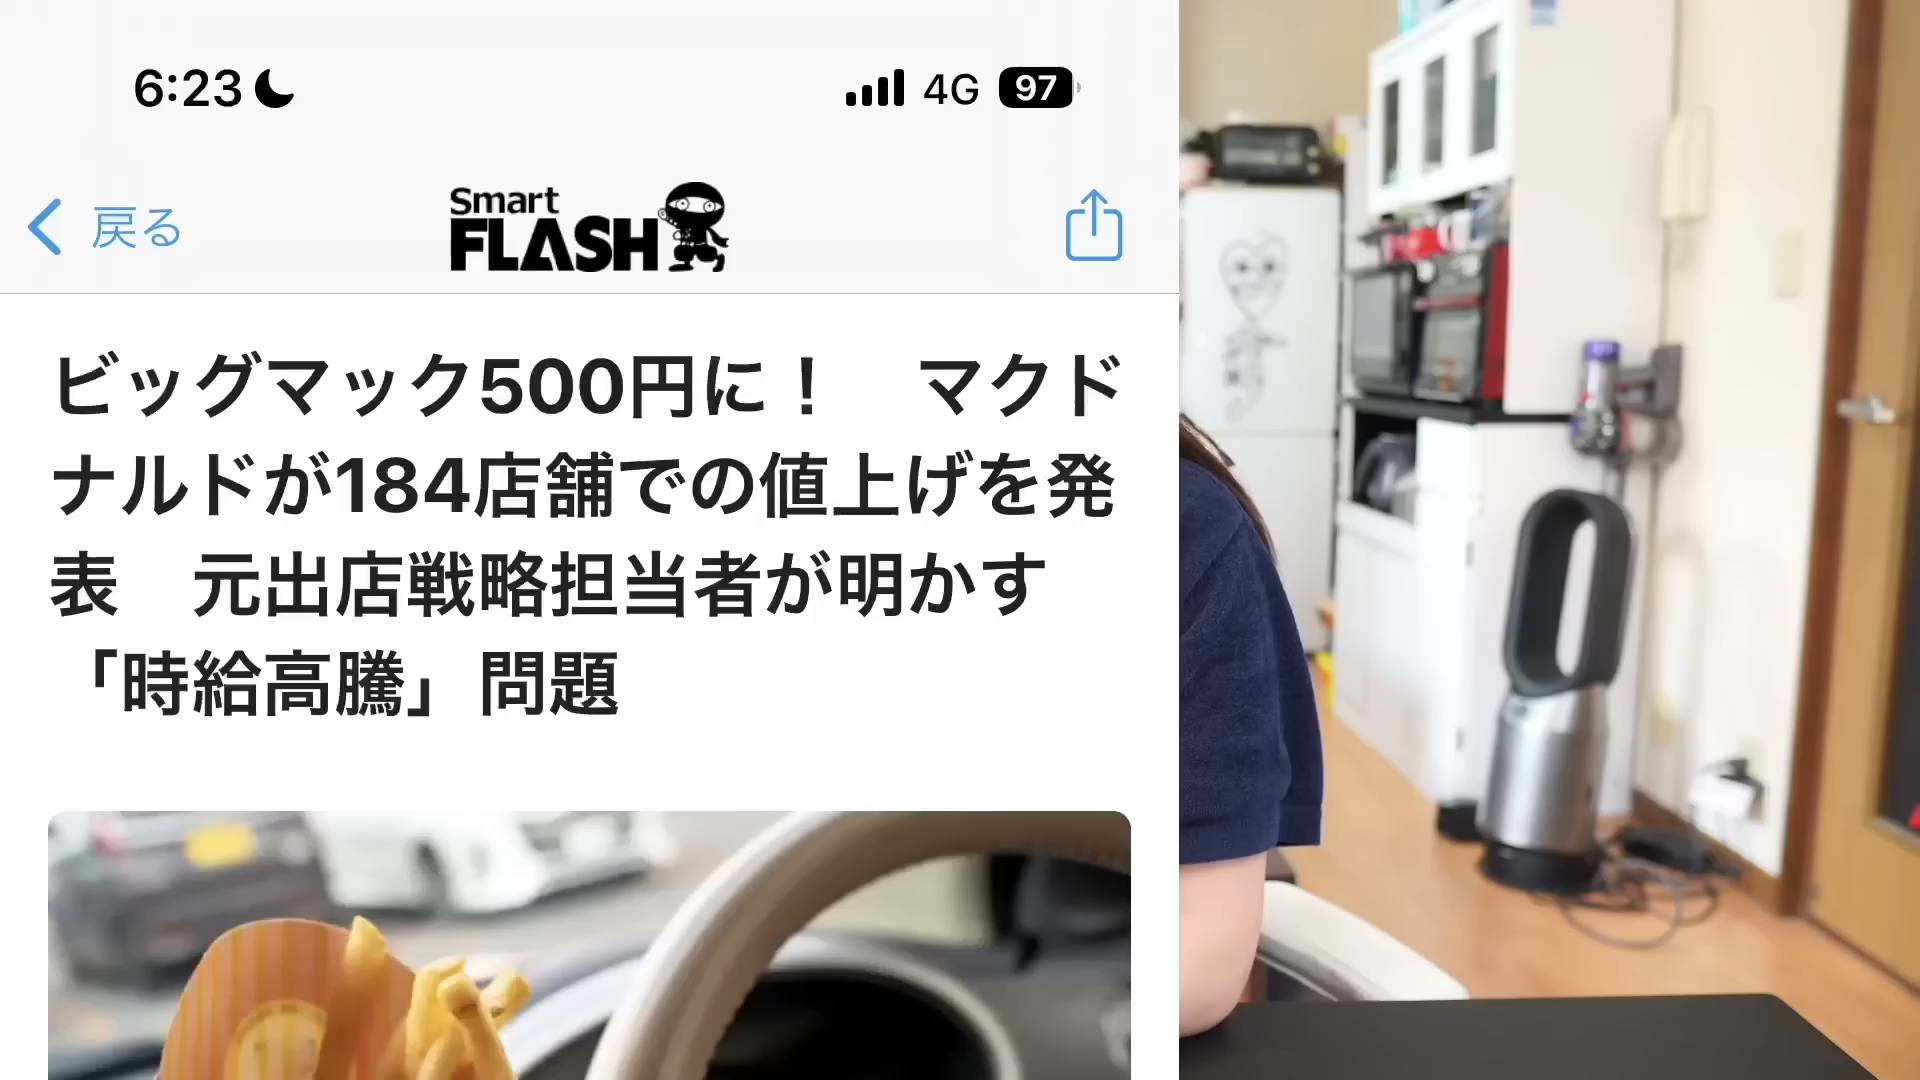 6:23 4G 97
戻る
Smart
FLASH
ビッグマック500円に！　マクド
ナルドが184店舗での値上げを発
表　元出店戦略担当者が明かす
「時給高騰」問題